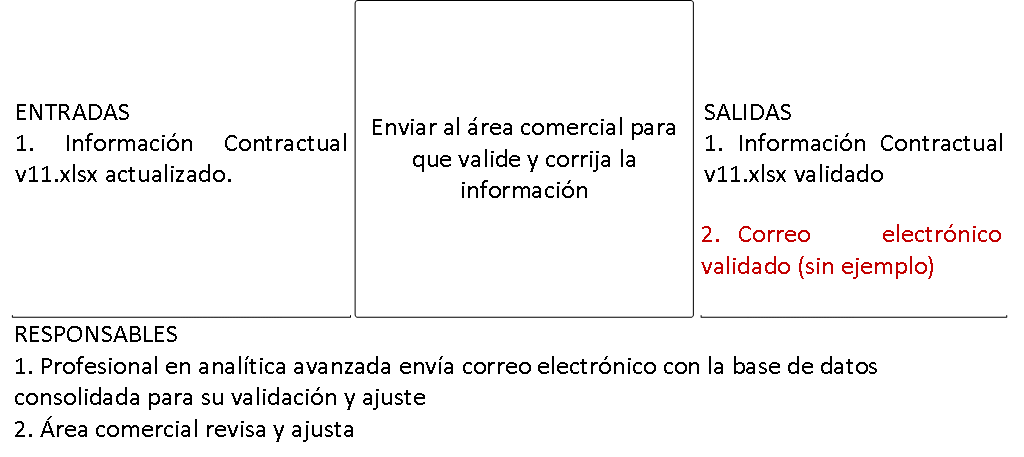 ENTRADAS
1. Información Contractual
v11.xlsx actualizado.
Enviar al área comercial para
que valide y corrija la
información
SALIDAS
1. Información Contractual
v11.xlsx validado
2. Correo electrónico
validado (sin ejemplo)
RESPONSABLES
1. Profesional en analítica avanzada envía correo electrónico con la base de datos
consolidada para su validación y ajuste
2. Área comercial revisa y ajusta